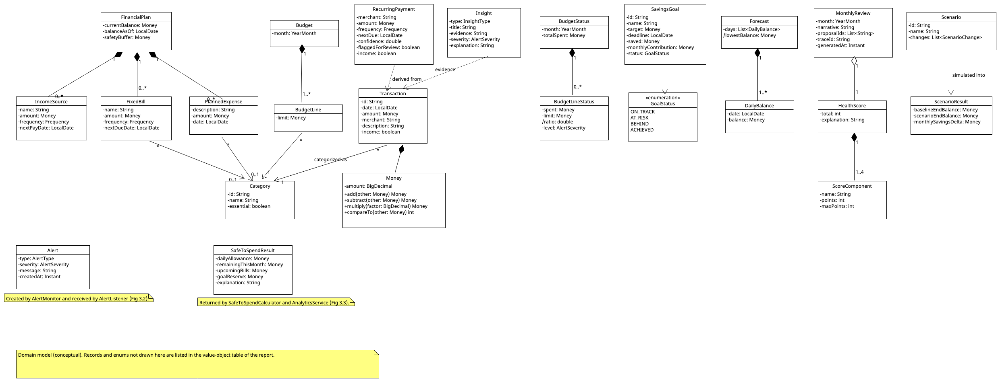 FinancialPlan
-currentBalance: Money
-balanceAsOf: LocalDate
-safetyBuffer: Money
Budget
-month: YearMonth
RecurringPayment
-merchant: String
-amount: Money
-frequency: Frequency
-nextDue: LocalDate
-confidence: double
-flaggedForReview: boolean
-income: boolean
Insight
-type: InsightType
-title: String
-evidence: String
-severity: AlertSeverity
-explanation: String
BudgetStatus
-month: YearMonth
-totalSpent: Money
SavingsGoal
-id: String
-name: String
-target: Money
-deadline: LocalDate
-saved: Money
-monthlyContribution: Money
-status: GoalStatus
Forecast
-days: List<DailyBalance>
/lowestBalance: Money
MonthlyReview
-month: YearMonth
-narrative: String
-proposalIds: List<String>
-traceId: String
-generatedAt: Instant
Scenario
-id: String
-name: String
-changes: List<ScenarioChange>
1
1
1
1
1
1
1
evidence
derived from
simulated into
0..*
0..*
0..*
1..*
0..*
1..*
1
IncomeSource
-name: String
-amount: Money
-frequency: Frequency
-nextPayDate: LocalDate
FixedBill
-name: String
-amount: Money
-frequency: Frequency
-nextDueDate: LocalDate
PlannedExpense
-description: String
-amount: Money
-date: LocalDate
BudgetLine
-limit: Money
Transaction
-id: String
-date: LocalDate
-amount: Money
-merchant: String
-description: String
-income: boolean
BudgetLineStatus
-spent: Money
-limit: Money
/ratio: double
-level: AlertSeverity
«enumeration»
GoalStatus
ON_TRACK
AT_RISK
BEHIND
ACHIEVED
DailyBalance
-date: LocalDate
-balance: Money
HealthScore
-total: int
-explanation: String
ScenarioResult
-baselineEndBalance: Money
-scenarioEndBalance: Money
-monthlySavingsDelta: Money
*
*
*
*
1
categorized as
0..1
0..1
1
1
1..4
Category
-id: String
-name: String
-essential: boolean
Money
-amount: BigDecimal
+add(other: Money) Money
+subtract(other: Money) Money
+multiply(factor: BigDecimal) Money
+compareTo(other: Money) int
ScoreComponent
-name: String
-points: int
-maxPoints: int
Alert
-type: AlertType
-severity: AlertSeverity
-message: String
-createdAt: Instant
SafeToSpendResult
-dailyAllowance: Money
-remainingThisMonth: Money
-upcomingBills: Money
-goalReserve: Money
-explanation: String
Created by AlertMonitor and received by AlertListener (Fig 3.2).
Returned by SafeToSpendCalculator and AnalyticsService (Fig 3.3).
Domain model (conceptual). Records and enums not drawn here are listed in the value-object table of the report.